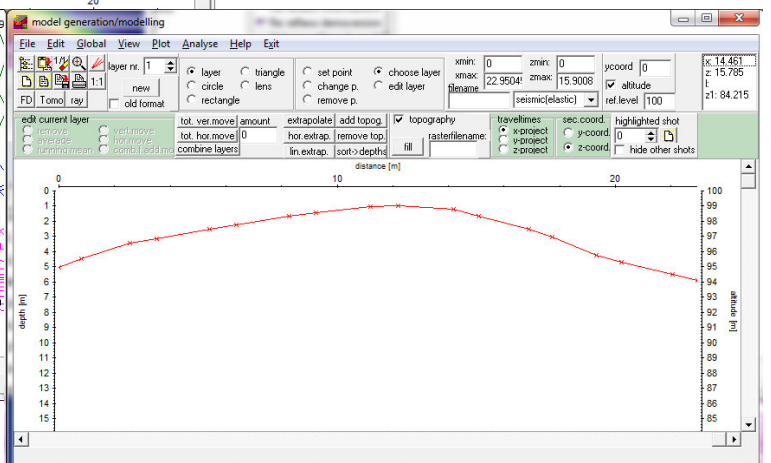 20
model generation/modelling
File Edit Global View Plot Analyse Help Exit
layer nr. 1
1:1
new
FD Tomo ray
old format
layer triangle
circle lens
rectangle
set point choose layer
change p. edit layer
remove p.
xmin: 0 zmin: 0
xmax: 22.9504 zmax: 15.9008
filename
seismic(elastic)
ycoord 0
altitude
ref.level 100
x: 14.461
z: 15.785
z1: 84.215
edit current layer
remove vert.move
average hor.move
running mean comb.t.add.mo
tot. ver.move amount
tot. hor.move 0
combine layers
extrapolate add topog.
hor.extrap. remove top.
lin.extrap. sort->depths
topography
rasterfilename:
fill
traveltimes
x-project
y-project
z-project
sec.coord.
y-coord.
z-coord.
highlighted shot
0
hide other shots
distance [m]
0 10 20
0 100
1 99
2 98
3 97
4 96
5 95
6 94
7 93
8 92
9 91
10 90
11 89
12 88
13 87
14 86
15 85
depth [m]
altitude [m]